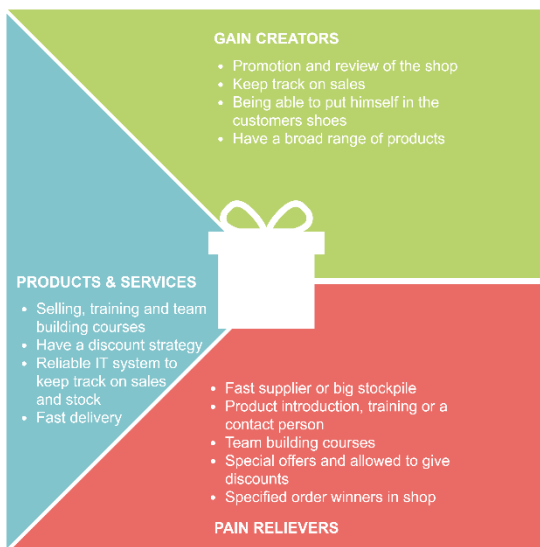 GAIN CREATORS
• Promotion and review of the shop
• Keep track on sales
• Being able to put himself in the
customers shoes
• Have a broad range of products
PRODUCTS & SERVICES
• Selling, training and team
building courses
• Have a discount strategy
• Reliable IT system to
keep track on sales
and stock
• Fast delivery
• Fast supplier or big stockpile
• Product introduction, training or a
contact person
• Team building courses
• Special offers and allowed to give
discounts
• Specified order winners in shop
PAIN RELIEVERS